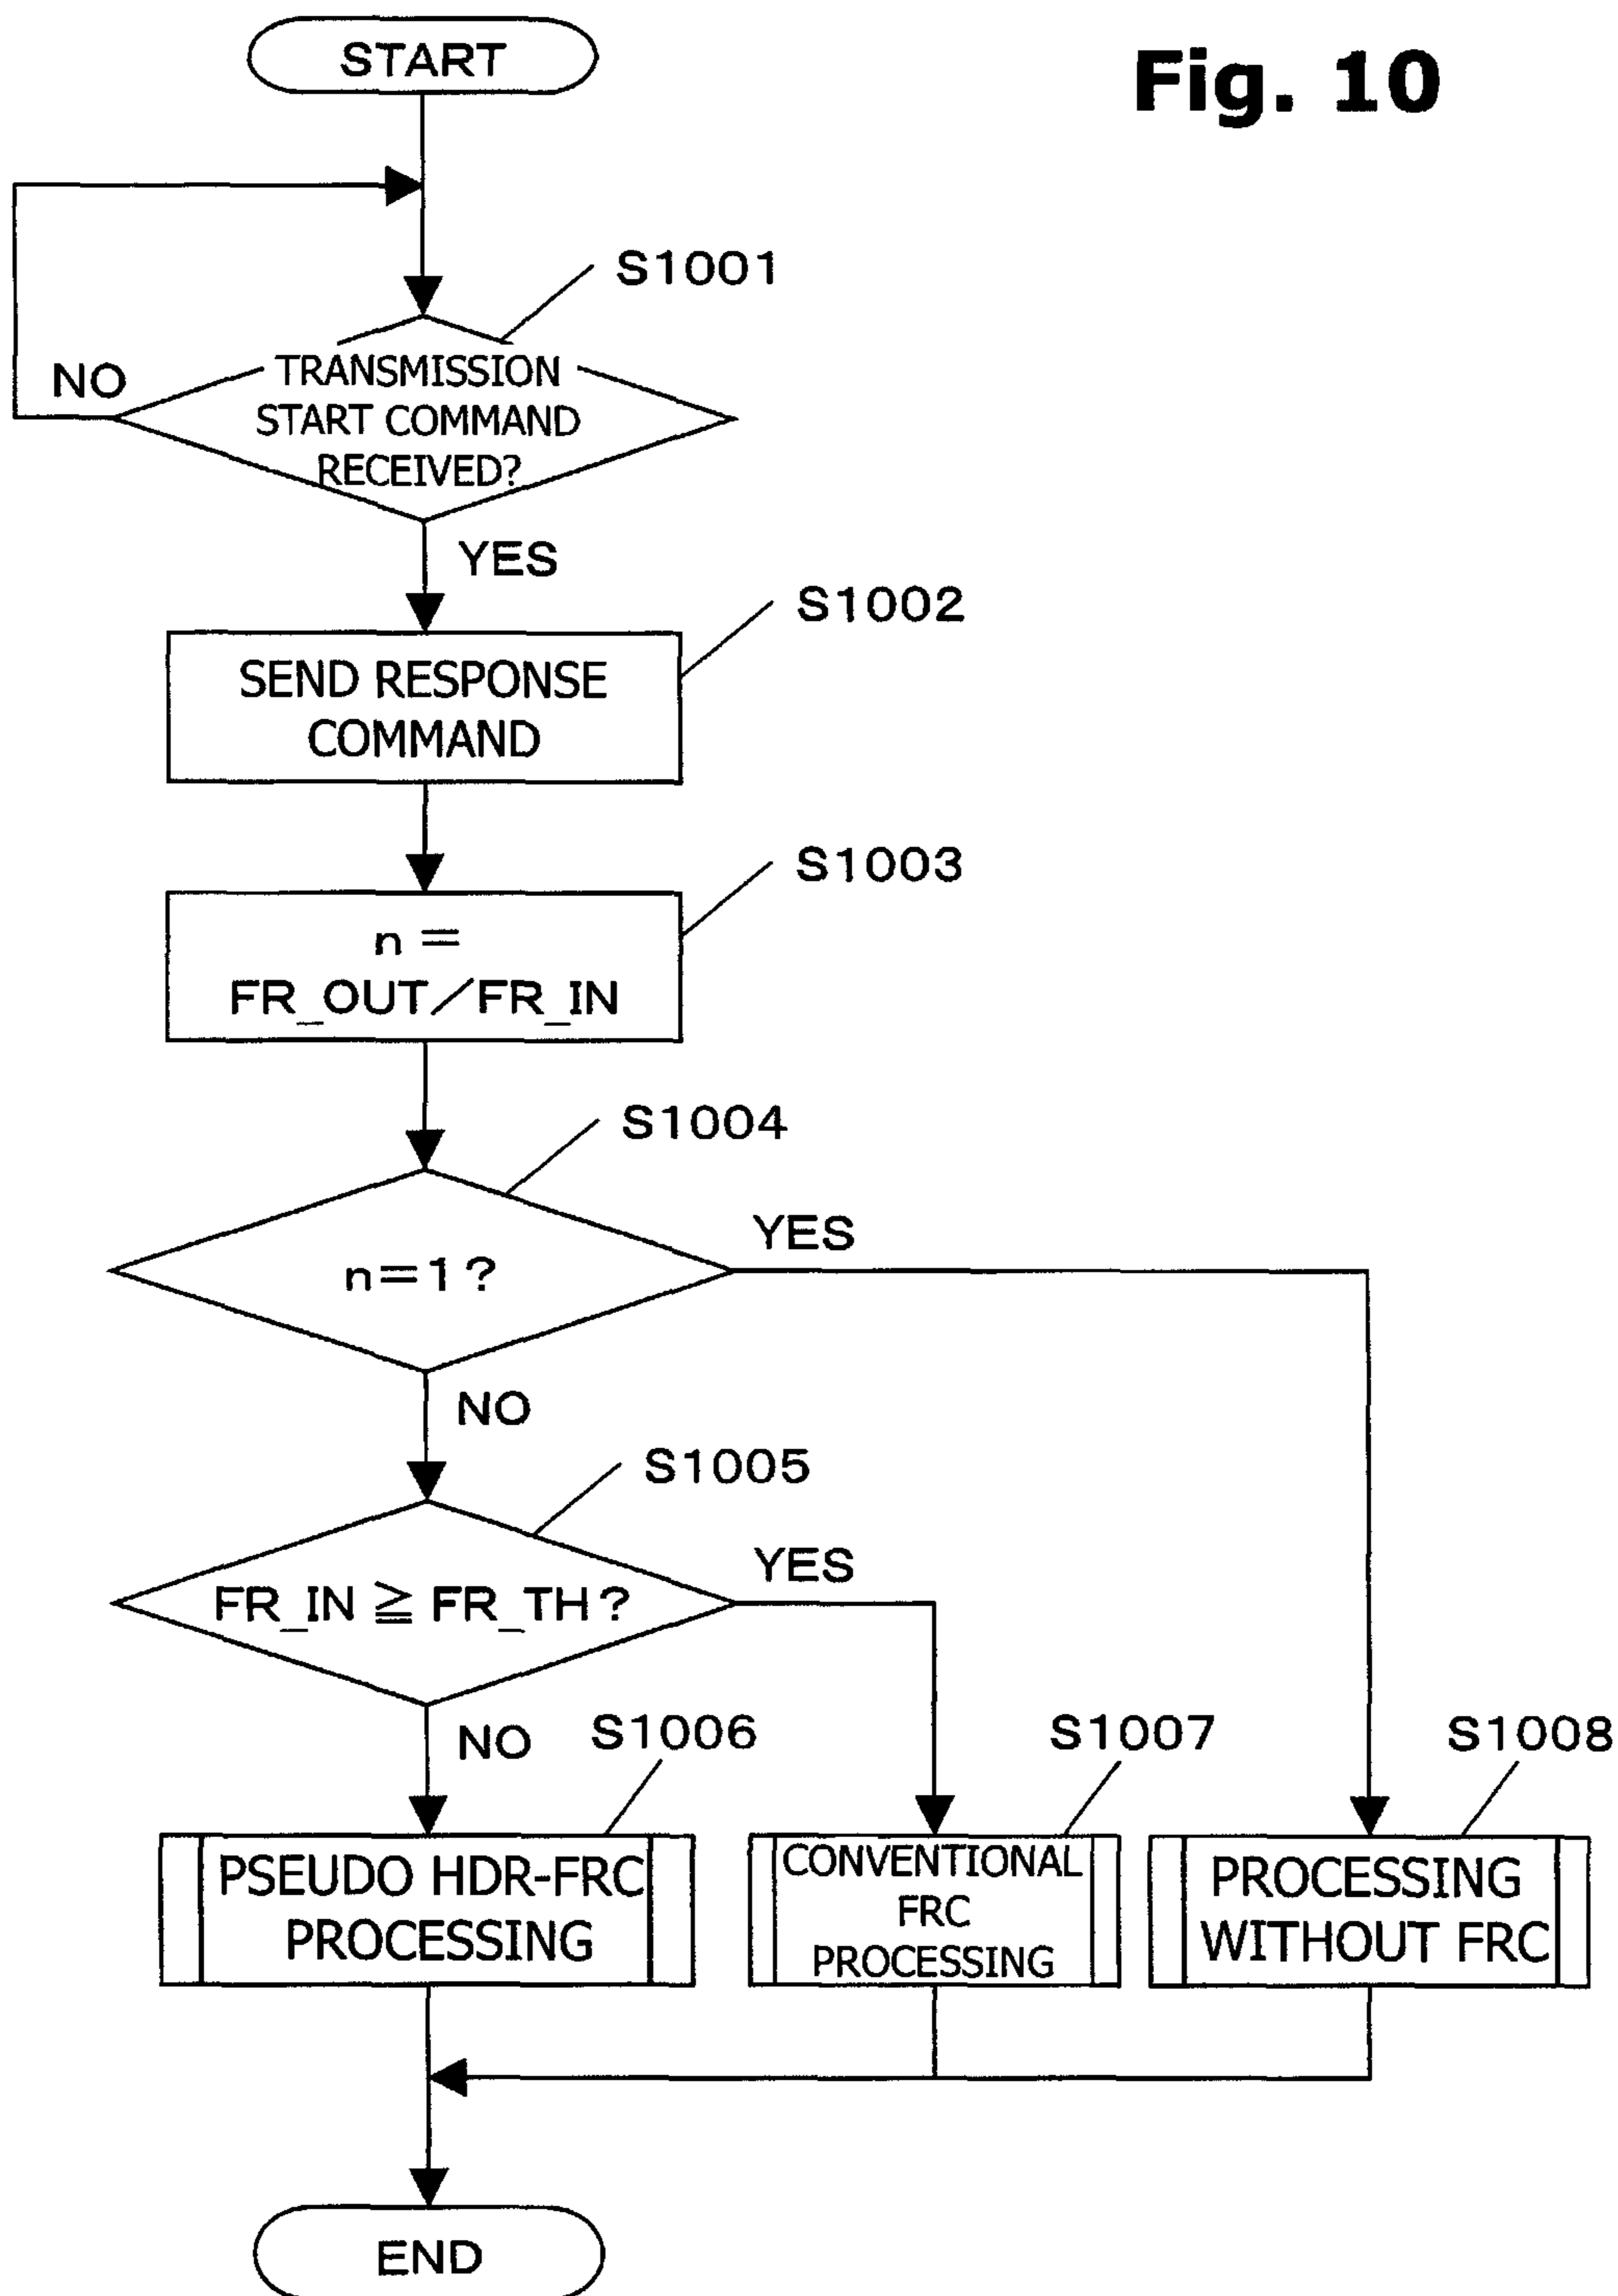 START
Fig. 10
S1001
NO
TRANSMISSION
START COMMAND
RECEIVED?
YES
S1002
SEND RESPONSE
COMMAND
S1003
n =
FR_OUT/FR_IN
S1004
YES
n=1?
NO
S1005
YES
FR_IN ≧ FR_TH?
NO
S1006
S1007
S1008
PSEUDO HDR-FRC
PROCESSING
CONVENTIONAL
FRC
PROCESSING
PROCESSING
WITHOUT FRC
END